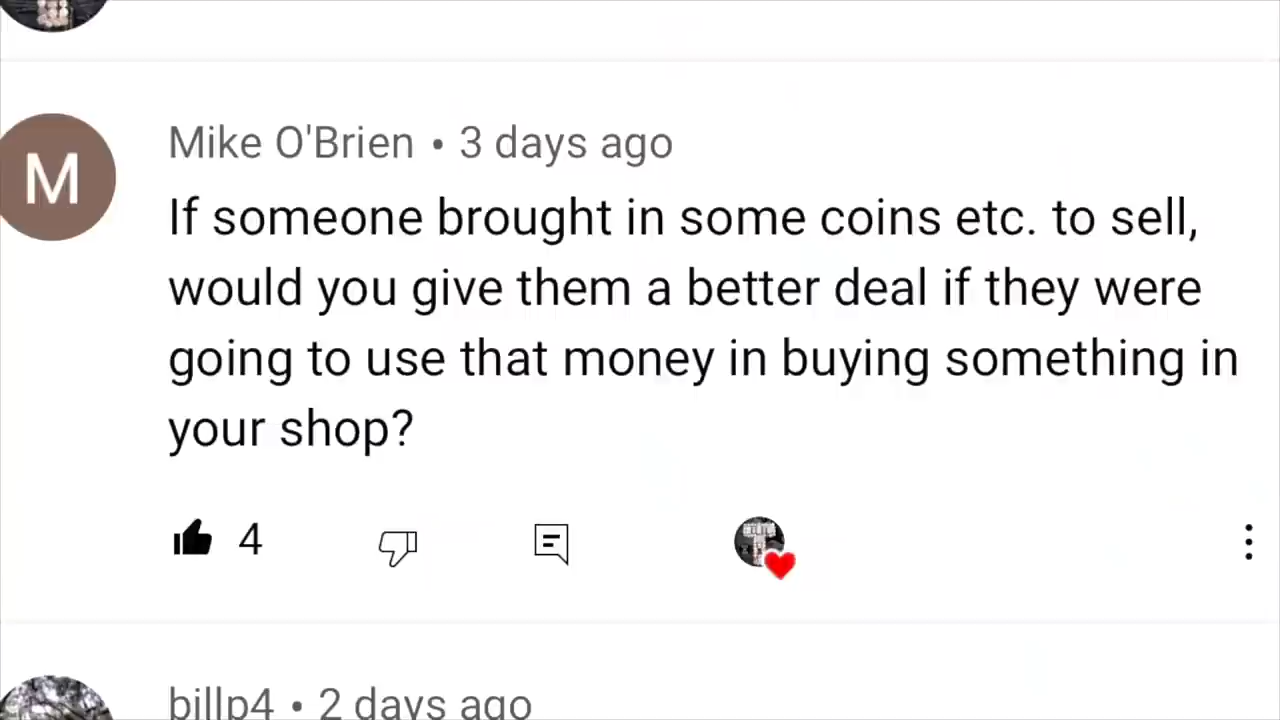 M
Mike O'Brien • 3 days ago
If someone brought in some coins etc. to sell,
would you give them a better deal if they were
going to use that money in buying something in
your shop?
4
billp4 • 2 days ago